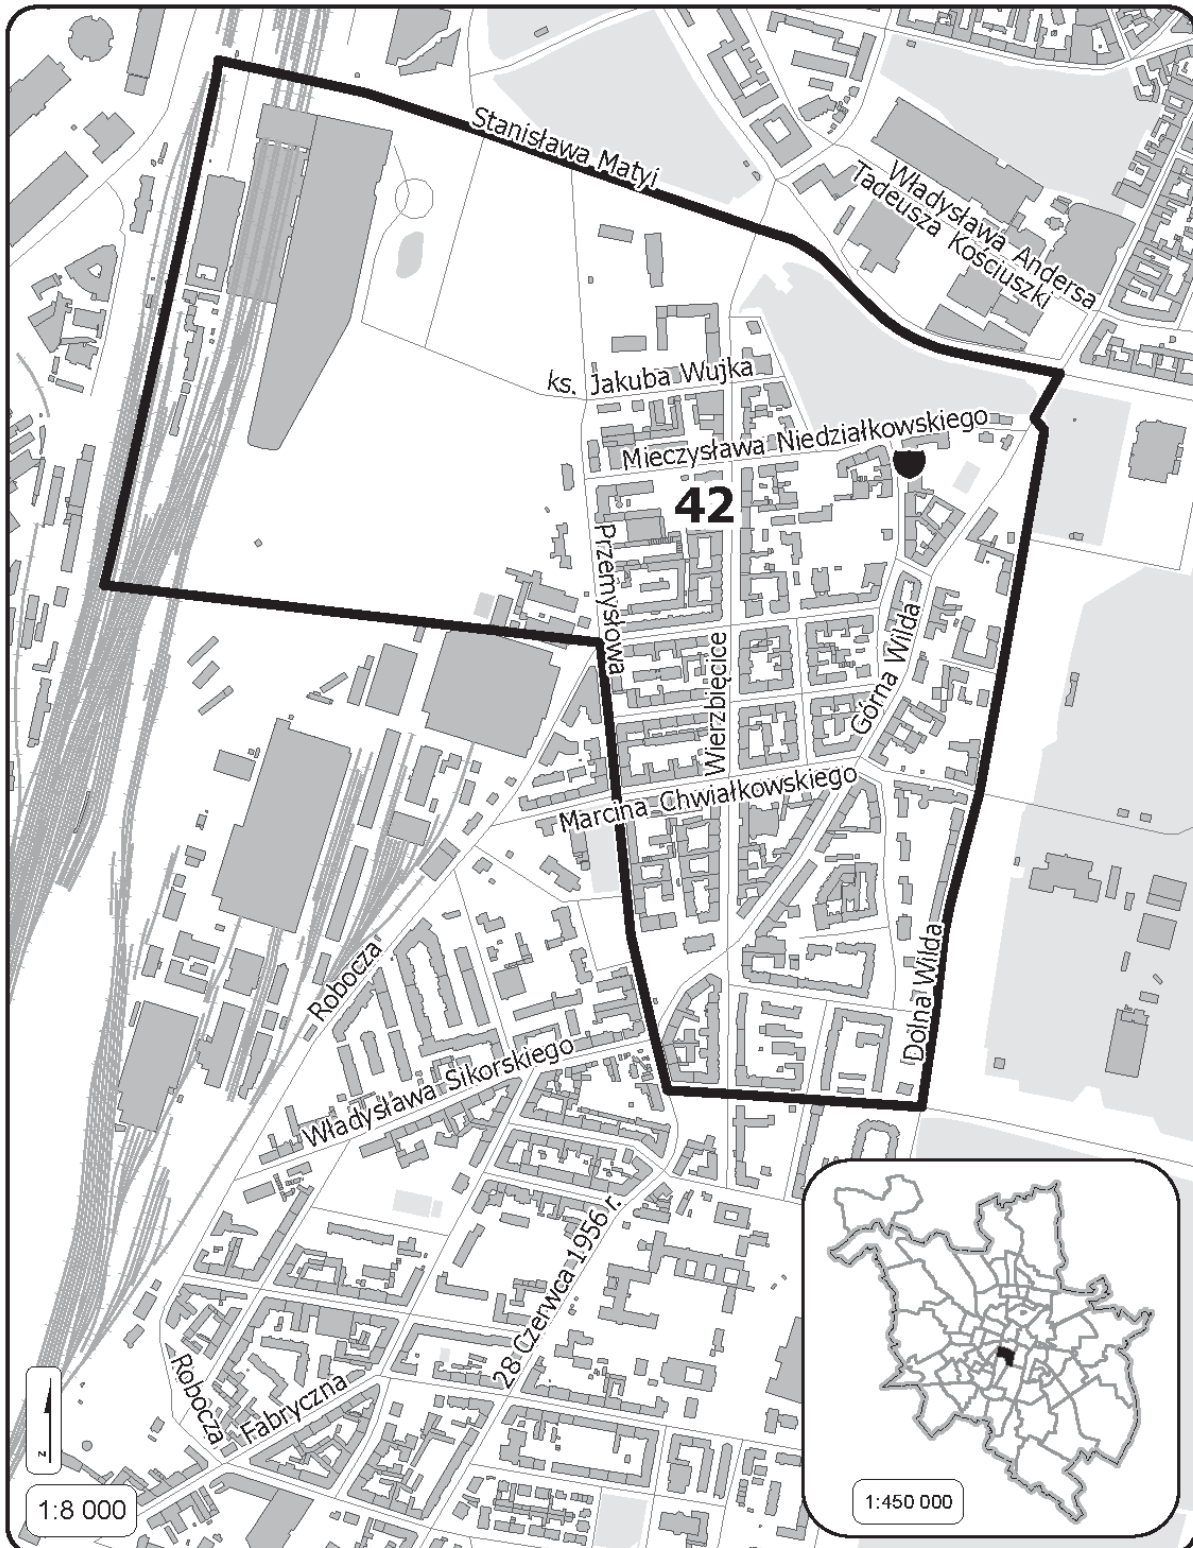 Stanisława Matyi
Władysława Andersa
Tadeusza Kościuszki
ks. Jakuba Wujka
Mieczysława Niedziałkowskiego
42
Przemysłowa
Wierzbięcice
Górna Wilda
Marcina Chwiałkowskiego
Dolna Wilda
Robocza
Władysława Sikorskiego
28 Czerwca 1956 r.
Robocza
Fabryczna
N
1:8 000
1:450 000